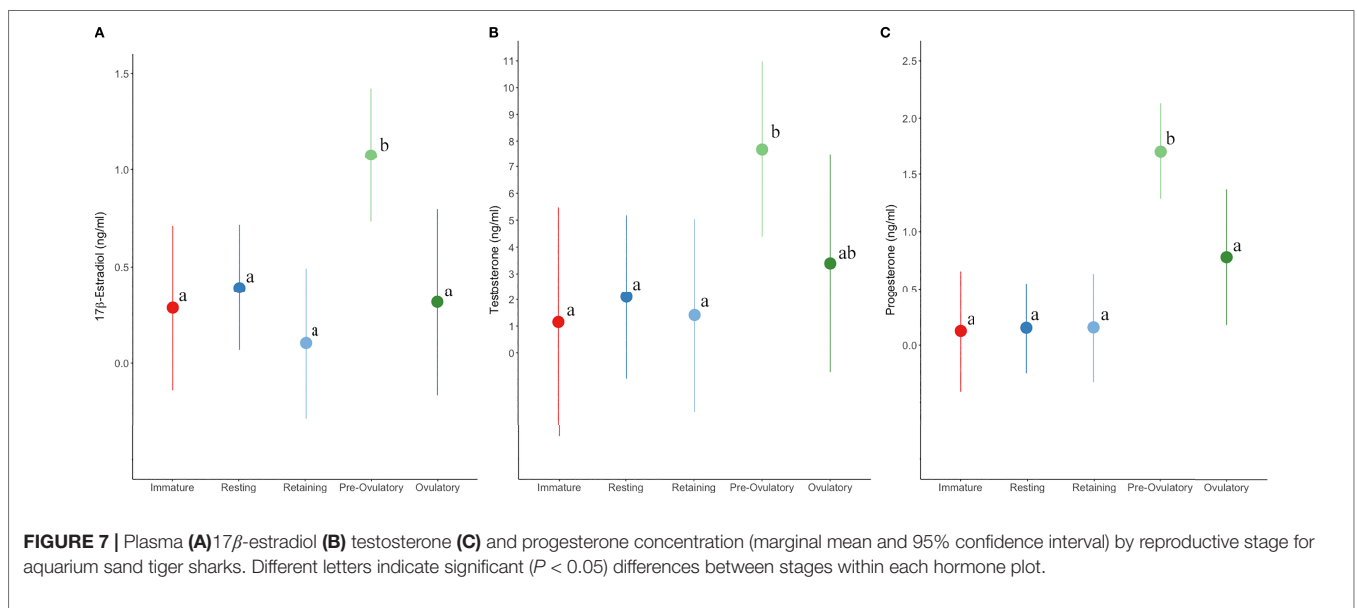 A
1.5
1.0
0.5
0.0
17β-Estradiol (ng/ml)
a
a
a
b
a
Immature Resting Retaining Pre-Ovulatory Ovulatory
B
11
10
9
8
7
6
5
4
3
2
1
0
Testosterone (ng/ml)
a
a
a
b
ab
Immature Resting Retaining Pre-Ovulatory Ovulatory
C
2.5
2.0
1.5
1.0
0.5
0.0
Progesterone (ng/ml)
a
a
a
b
a
Immature Resting Retaining Pre-Ovulatory Ovulatory
FIGURE 7 | Plasma (A)17β-estradiol (B) testosterone (C) and progesterone concentration (marginal mean and 95% confidence interval) by reproductive stage for
aquarium sand tiger sharks. Different letters indicate significant (P < 0.05) differences between stages within each hormone plot.